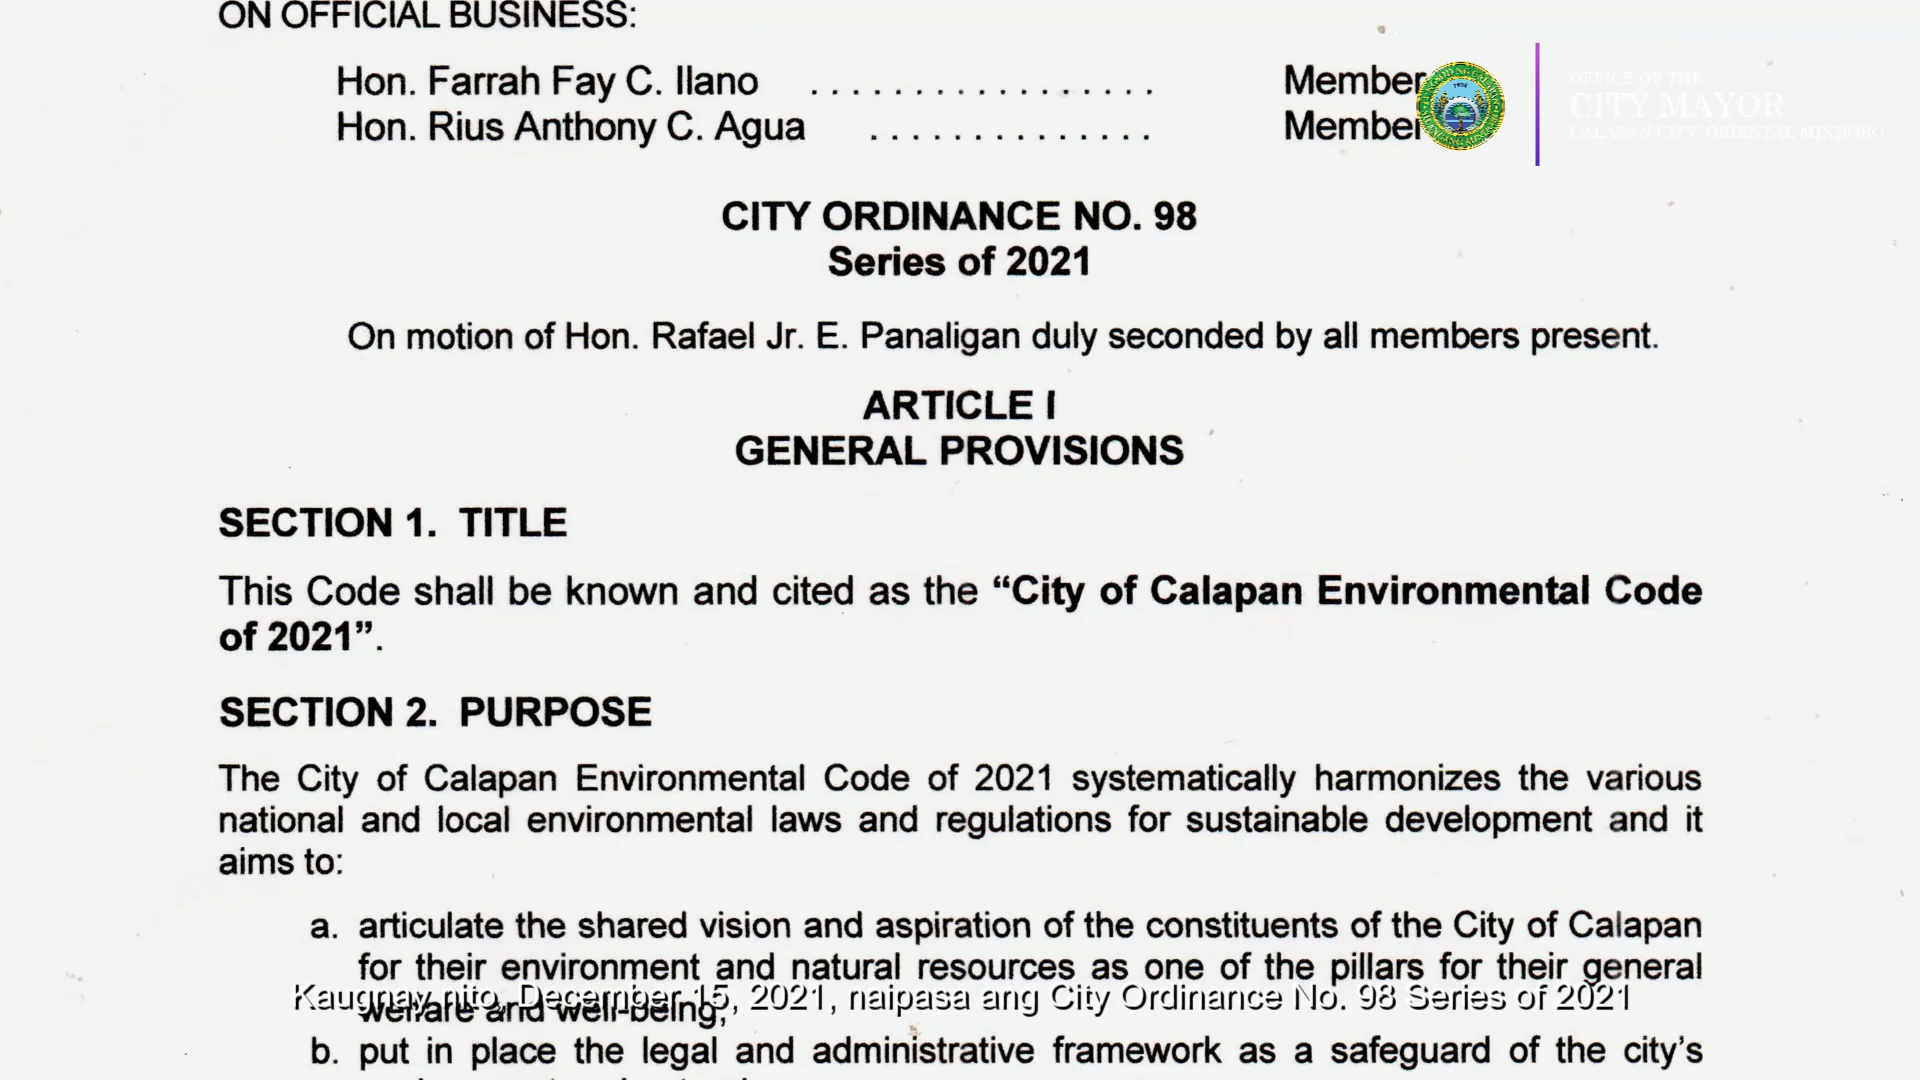 ON OFFICIAL BUSINESS:
Hon. Farrah Fay C. Ilano ................. Member
Hon. Rius Anthony C. Agua .............. Member
OFFICE OF THE
CITY MAYOR
CALAPAN CITY, ORIENTAL MINDORO
CITY ORDINANCE NO. 98
Series of 2021
On motion of Hon. Rafael Jr. E. Panaligan duly seconded by all members present.
ARTICLE I
GENERAL PROVISIONS
SECTION 1. TITLE
This Code shall be known and cited as the “City of Calapan Environmental Code
of 2021”.
SECTION 2. PURPOSE
The City of Calapan Environmental Code of 2021 systematically harmonizes the various
national and local environmental laws and regulations for sustainable development and it
aims to:
a. articulate the shared vision and aspiration of the constituents of the City of Calapan
for their environment and natural resources as one of the pillars for their general
welfare and well-being;
Kaugnay nito, December 15, 2021, naipasa ang City Ordinance No. 98 Series of 2021
b. put in place the legal and administrative framework as a safeguard of the city’s